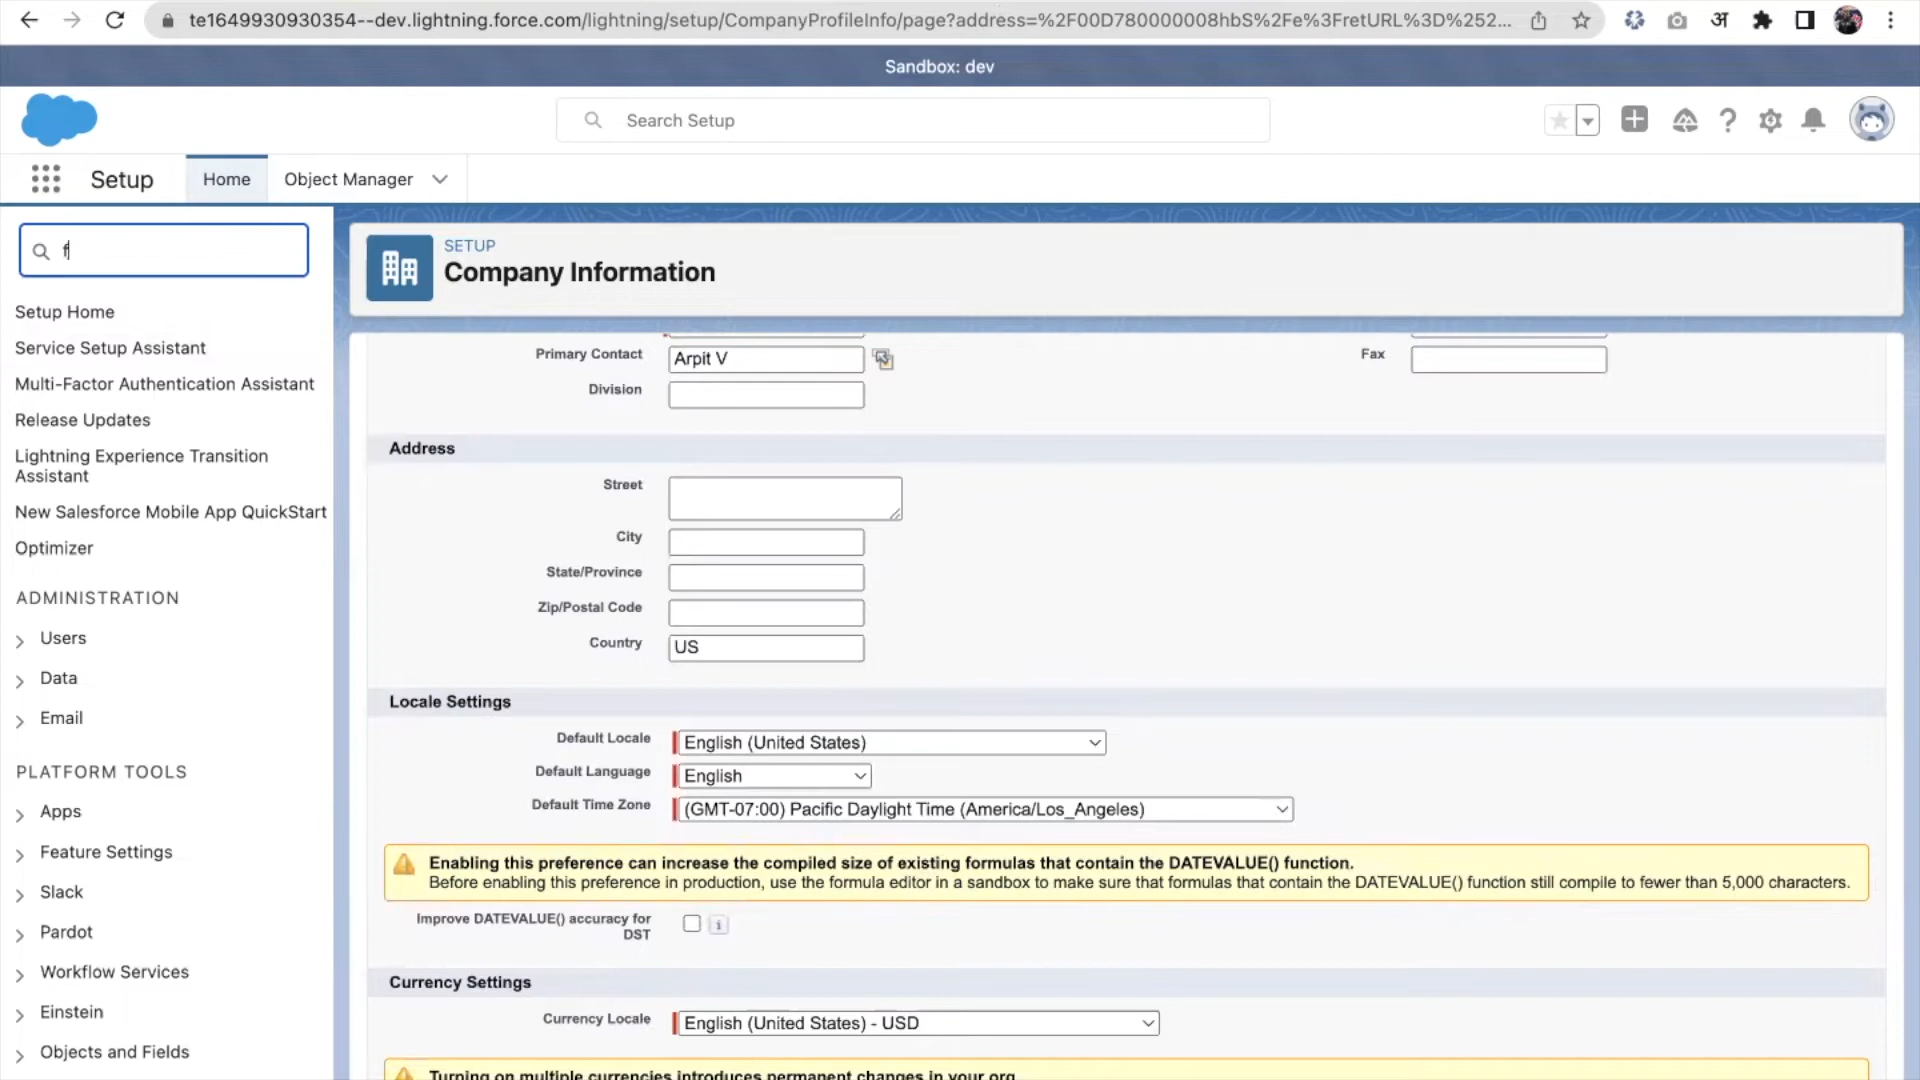 te1649930930354--dev.lightning.force.com/lightning/setup/CompanyProfileInfo/page?address=%2F00D780000008hbS%2Fe%3FretURL%3D%252...
अ
Sandbox: dev
Search Setup
Setup
Home
Object Manager
f
SETUP
Company Information
Setup Home
Service Setup Assistant
Multi-Factor Authentication Assistant
Release Updates
Lightning Experience Transition
Assistant
New Salesforce Mobile App QuickStart
Optimizer
ADMINISTRATION
Users
Data
Email
PLATFORM TOOLS
Apps
Feature Settings
Slack
Pardot
Workflow Services
Einstein
Objects and Fields
Primary Contact
Arpit V
Fax
Division
Address
Street
City
State/Province
Zip/Postal Code
Country
US
Locale Settings
Default Locale
English (United States)
Default Language
English
Default Time Zone
(GMT-07:00) Pacific Daylight Time (America/Los_Angeles)
Enabling this preference can increase the compiled size of existing formulas that contain the DATEVALUE() function.
Before enabling this preference in production, use the formula editor in a sandbox to make sure that formulas that contain the DATEVALUE() function still compile to fewer than 5,000 characters.
Improve DATEVALUE() accuracy for
DST
i
Currency Settings
Currency Locale
English (United States) - USD
Turning on multiple currencies introduces permanent changes in your org.